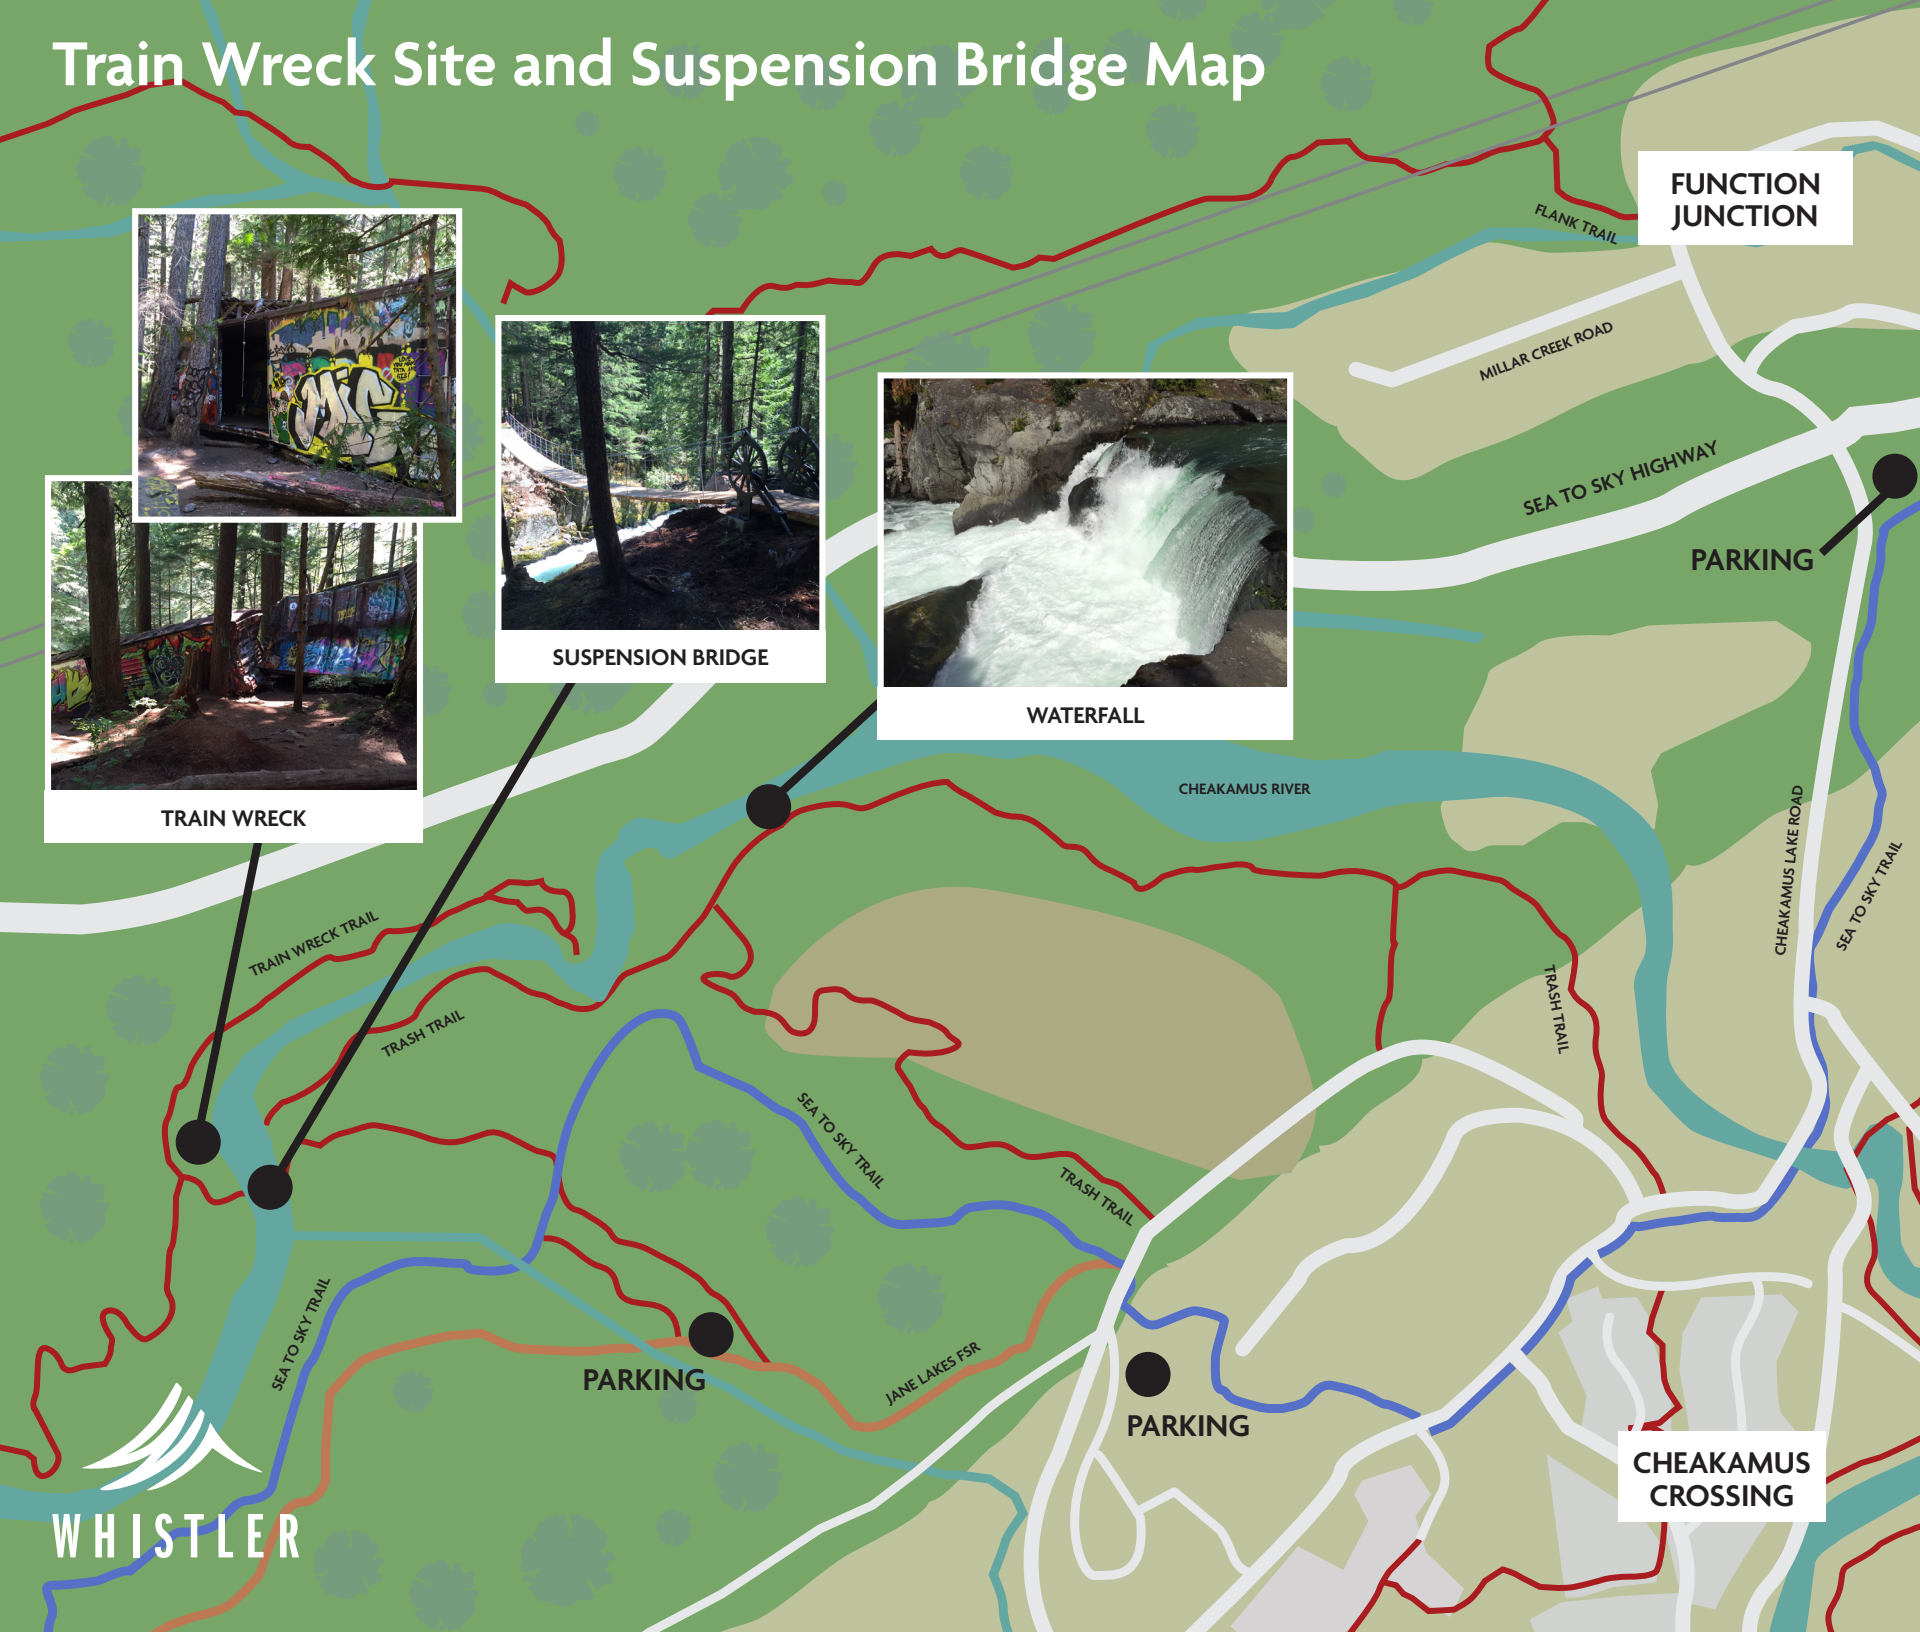 Train Wreck Site and Suspension Bridge Map
FUNCTION
JUNCTION
FLANK TRAIL
MILLAR CREEK ROAD
SEA TO SKY HIGHWAY
PARKING
MIC
SUSPENSION BRIDGE
WATERFALL
TRAIN WRECK
CHEAKAMUS RIVER
CHEAKAMUS LAKE ROAD
SEA TO SKY TRAIL
TRAIN WRECK TRAIL
TRASH TRAIL
TRASH TRAIL
SEA TO SKY TRAIL
TRASH TRAIL
SEA TO SKY TRAIL
JANE LAKES FSR
PARKING
PARKING
CHEAKAMUS
CROSSING
WHISTLER